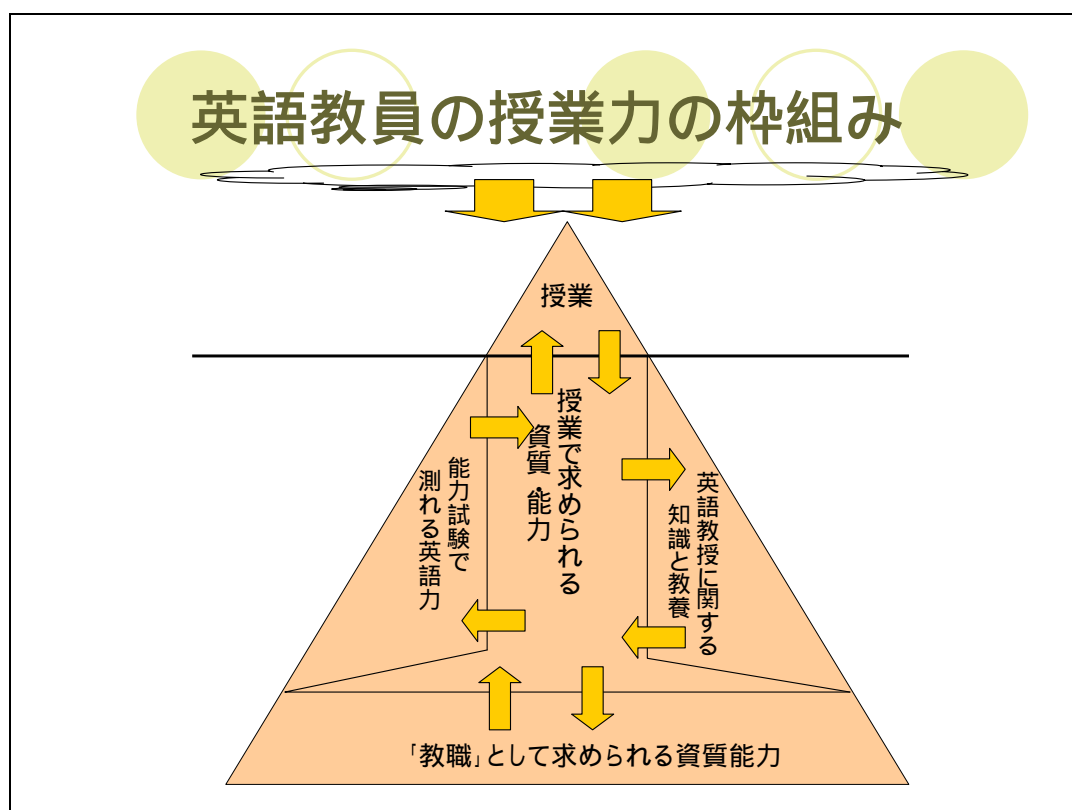 英語教員の授業力の枠組み
授業
授業で求められる
資質・能力
能力試験で
測れる英語力
英語教授に関する
知識と教養
「教職」として求められる資質能力